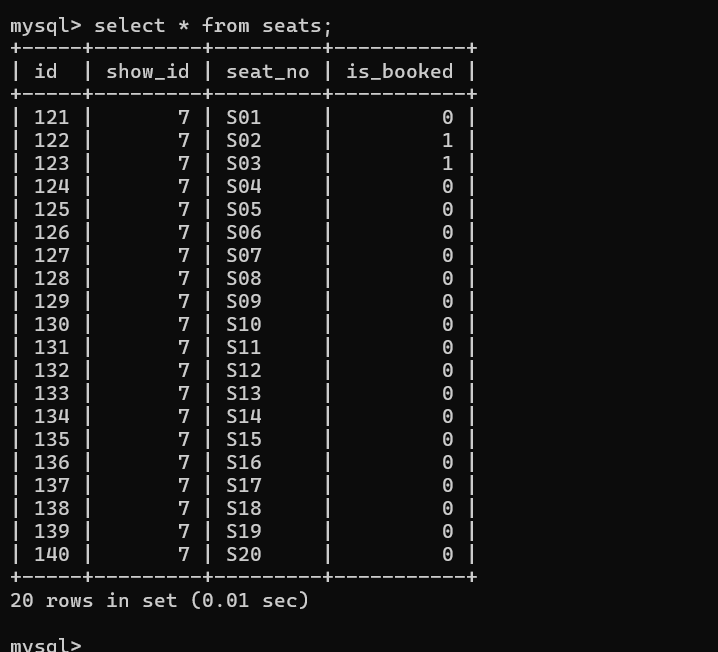 mysql> select * from seats;
+-----+---------+---------+-----------+
| id  | show_id | seat_no | is_booked |
+-----+---------+---------+-----------+
| 121 |       7 | S01     |         0 |
| 122 |       7 | S02     |         1 |
| 123 |       7 | S03     |         1 |
| 124 |       7 | S04     |         0 |
| 125 |       7 | S05     |         0 |
| 126 |       7 | S06     |         0 |
| 127 |       7 | S07     |         0 |
| 128 |       7 | S08     |         0 |
| 129 |       7 | S09     |         0 |
| 130 |       7 | S10     |         0 |
| 131 |       7 | S11     |         0 |
| 132 |       7 | S12     |         0 |
| 133 |       7 | S13     |         0 |
| 134 |       7 | S14     |         0 |
| 135 |       7 | S15     |         0 |
| 136 |       7 | S16     |         0 |
| 137 |       7 | S17     |         0 |
| 138 |       7 | S18     |         0 |
| 139 |       7 | S19     |         0 |
| 140 |       7 | S20     |         0 |
+-----+---------+---------+-----------+
20 rows in set (0.01 sec)
mysql>